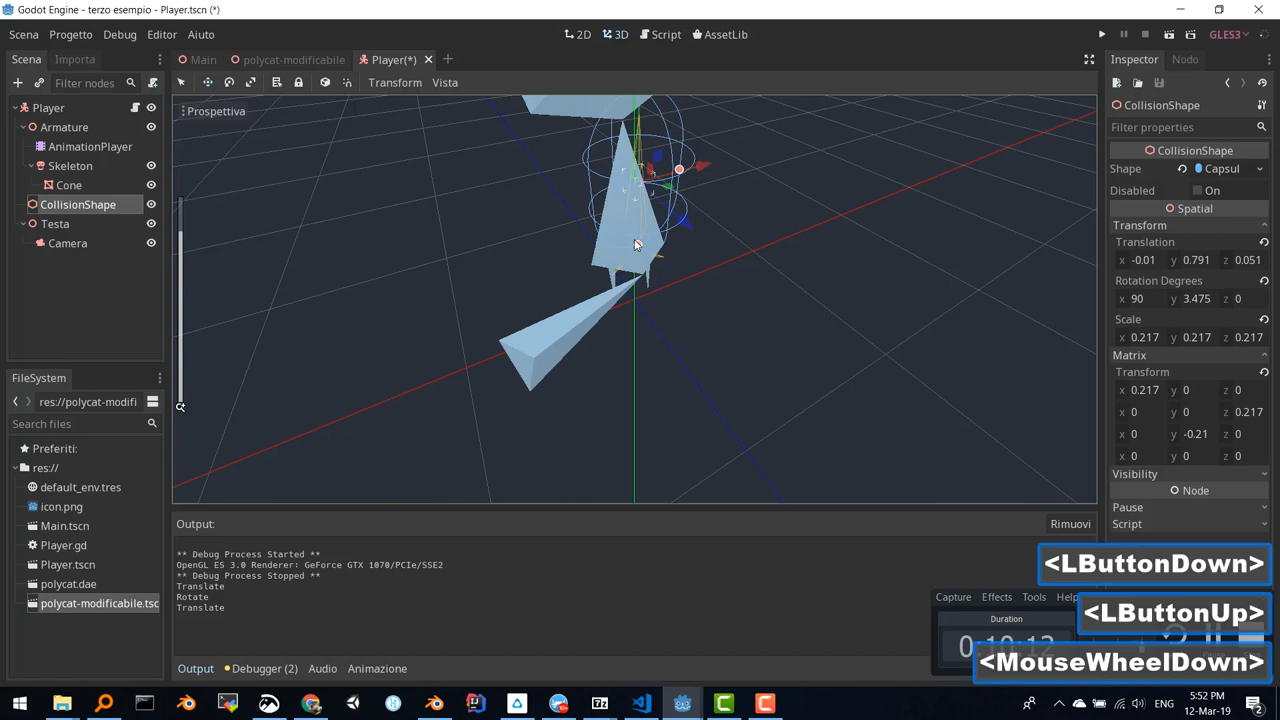 Godot Engine - terzo esempio - Player.tscn (*)
Scena Progetto Debug Editor Aiuto
2D 3D Script AssetLib
GLES3
Scena Importa
Main polycat-modificabile Player(*)
Inspector Nodo
Filter nodes
Transform Vista
Player
Armature
AnimationPlayer
Skeleton
Cone
CollisionShape
Testa
Camera
Prospettiva
CollisionShape
Filter properties
CollisionShape
Shape Capsul
Disabled On
Spatial
Transform
Translation
x -0.01 y 0.791 z 0.051
Rotation Degrees
x 90 y 3.475 z 0
Scale
x 0.217 y 0.217 z 0.217
Matrix
Transform
x 0.217 y 0 z 0
x 0 y 0 z 0.217
x 0 y -0.21 z 0
x 0 y 0 z 0
Visibility
Node
Pause
Script
FileSystem
res://polycat-modifi
Search files
Preferiti:
res://
default_env.tres
icon.png
Main.tscn
Player.gd
Player.tscn
polycat.dae
polycat-modificabile.tsc
Output: Rimuovi
** Debug Process Started **
OpenGL ES 3.0 Renderer: GeForce GTX 1070/PCIe/SSE2
** Debug Process Stopped **
Translate
Rotate
Translate
Output Debugger (2) Audio Animazione
<LButtonDown>
<LButtonUp>
<MouseWheelDown>
Capture Effects Tools Help
Duration
0:10:12
ENG
5:52 PM
12-Mar-19
2